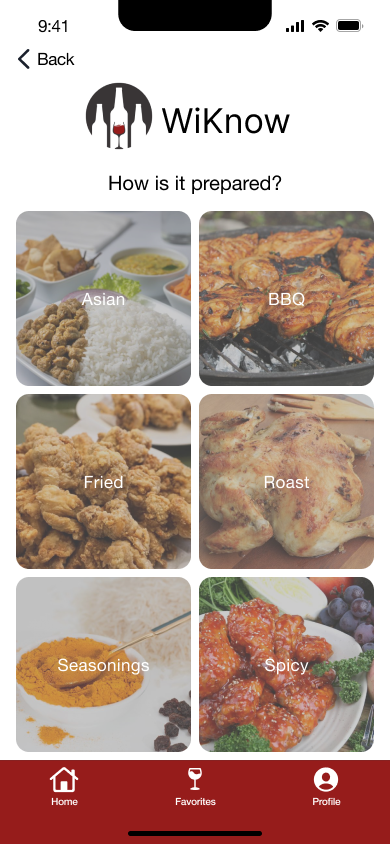 9:41
Back
WiKnow
How is it prepared?
Asian
BBQ
Fried
Roast
Seasonings
Spicy
Home
Favorites
Profile